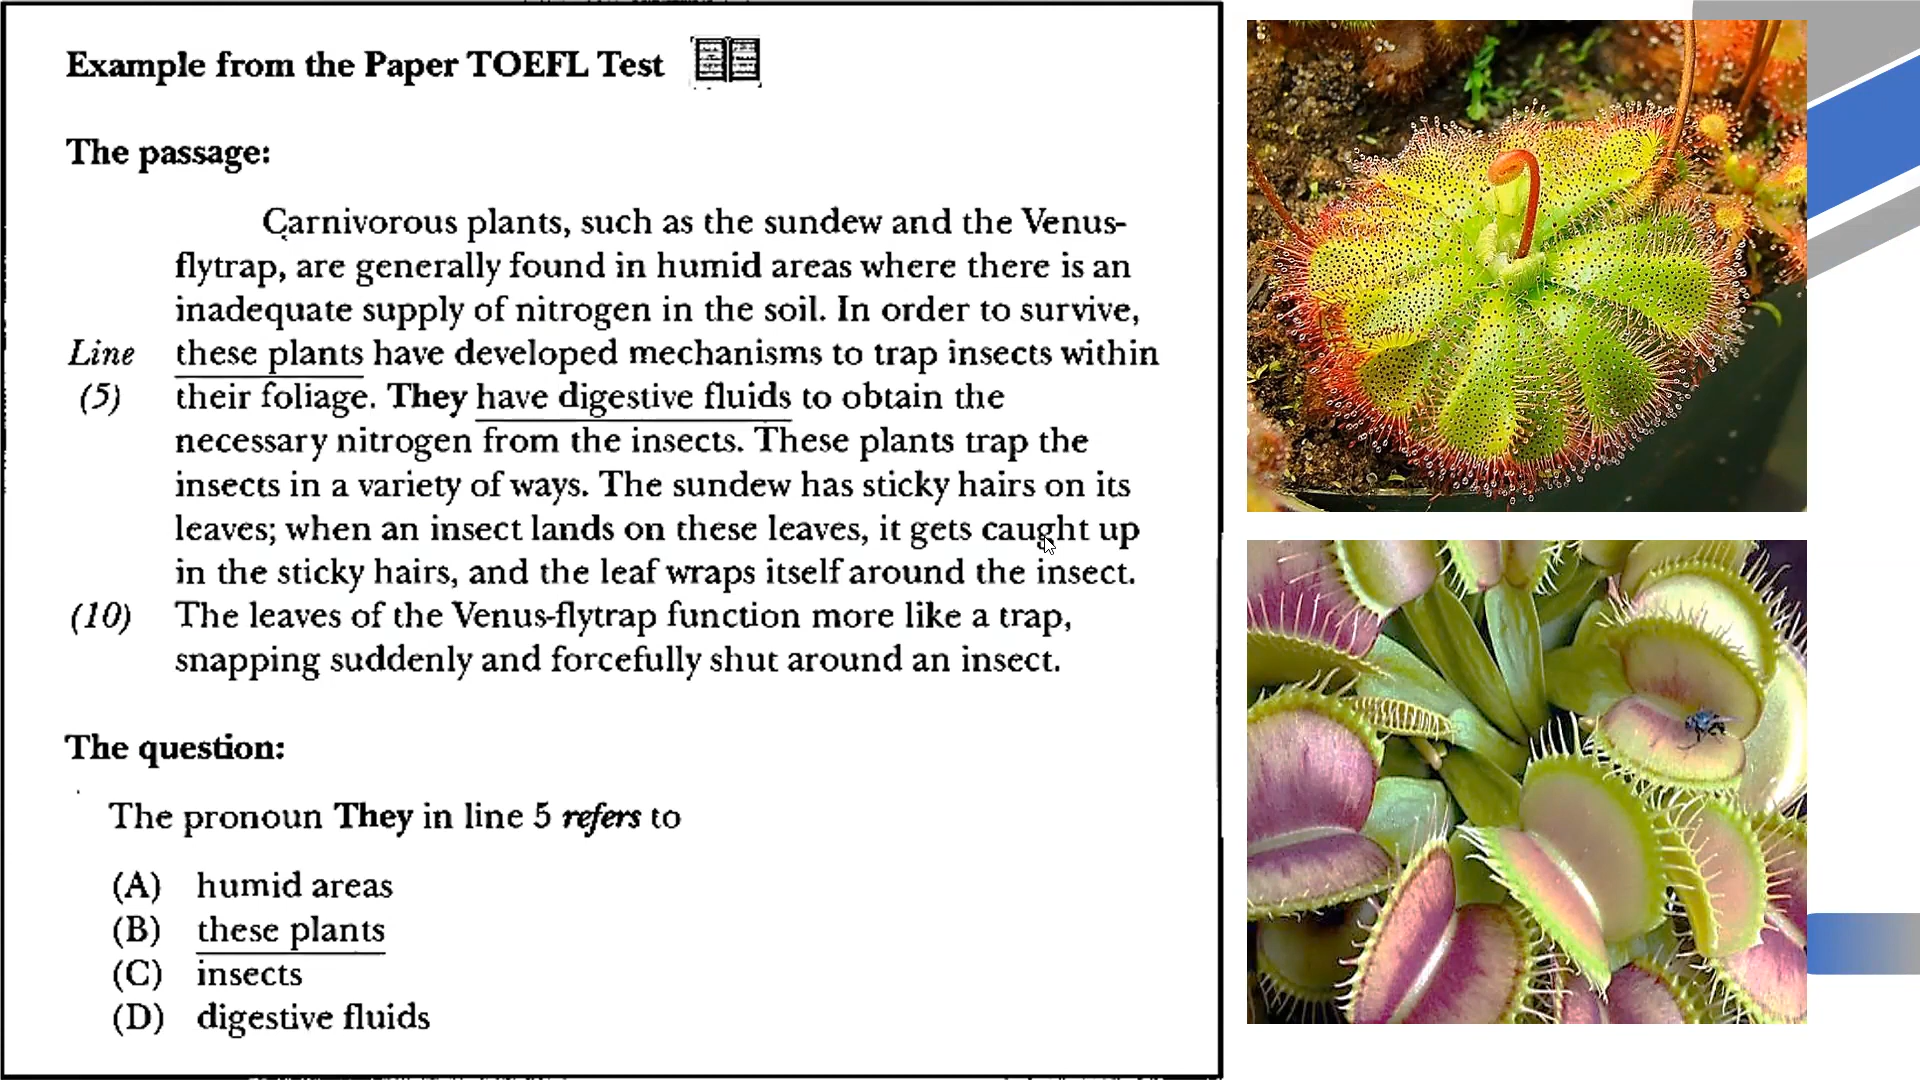 Example from the Paper TOEFL Test
The passage:
Carnivorous plants, such as the sundew and the Venus-
flytrap, are generally found in humid areas where there is an
inadequate supply of nitrogen in the soil. In order to survive,
Line these plants have developed mechanisms to trap insects within
(5) their foliage. They have digestive fluids to obtain the
necessary nitrogen from the insects. These plants trap the
insects in a variety of ways. The sundew has sticky hairs on its
leaves; when an insect lands on these leaves, it gets caught up
in the sticky hairs, and the leaf wraps itself around the insect.
(10) The leaves of the Venus-flytrap function more like a trap,
snapping suddenly and forcefully shut around an insect.
The question:
The pronoun They in line 5 refers to
(A) humid areas
(B) these plants
(C) insects
(D) digestive fluids